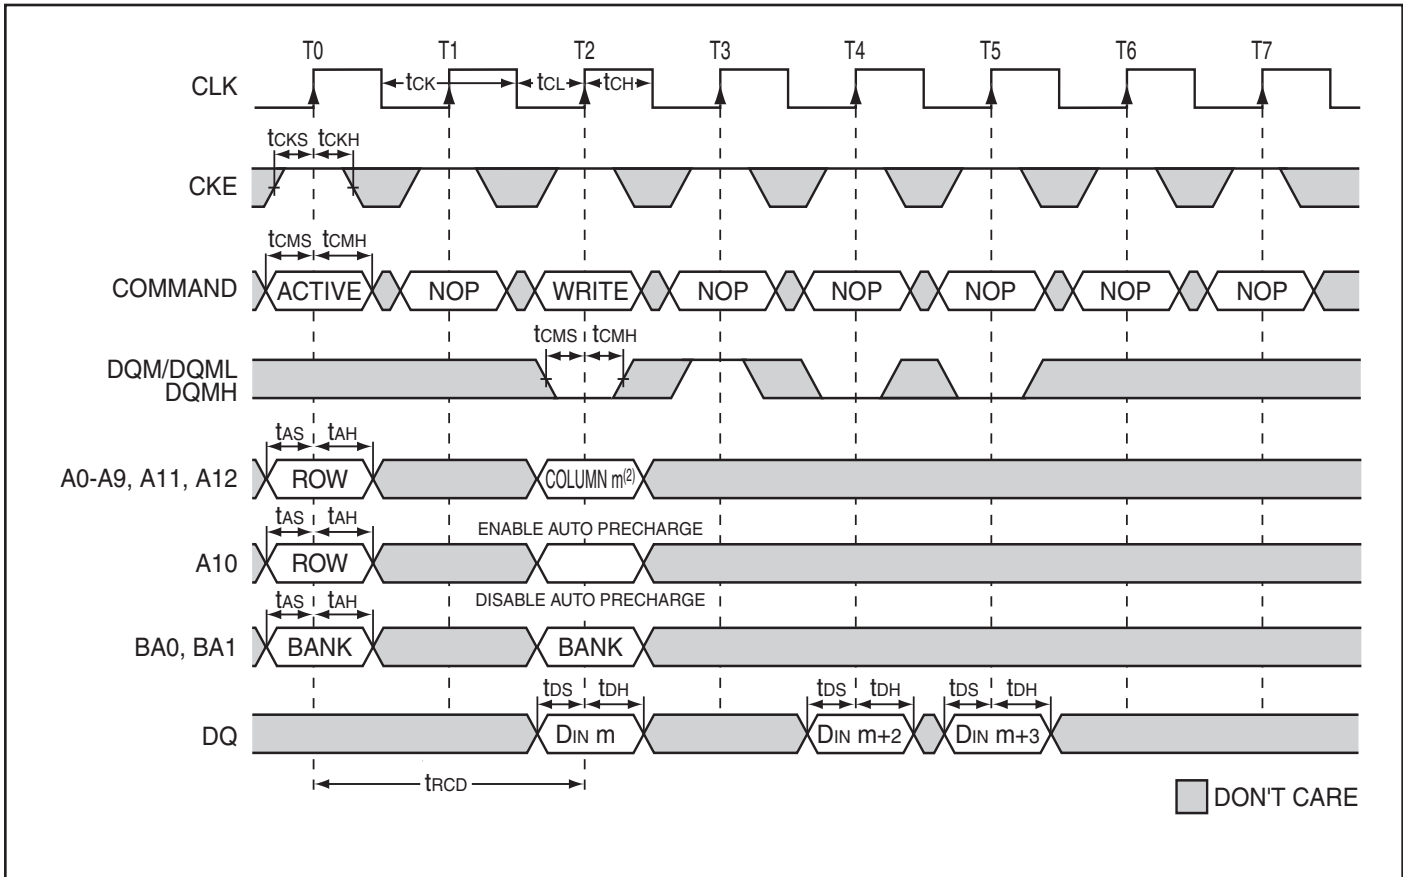 T0 T1 T2 T3 T4 T5 T6 T7
CLK tCK tCL tCH
tCKS tCKH
CKE
tCMS tCMH
COMMAND ACTIVE NOP WRITE NOP NOP NOP NOP NOP
tCMS tCMH
DQM/DQML
DQMH
tAS tAH
A0-A9, A11, A12 ROW COLUMN m(2)
tAS tAH ENABLE AUTO PRECHARGE
A10 ROW
tAS tAH DISABLE AUTO PRECHARGE
BA0, BA1 BANK BANK
tDS tDH tDS tDH tDS tDH
DQ DIN m DIN m+2 DIN m+3
tRCD
DON'T CARE